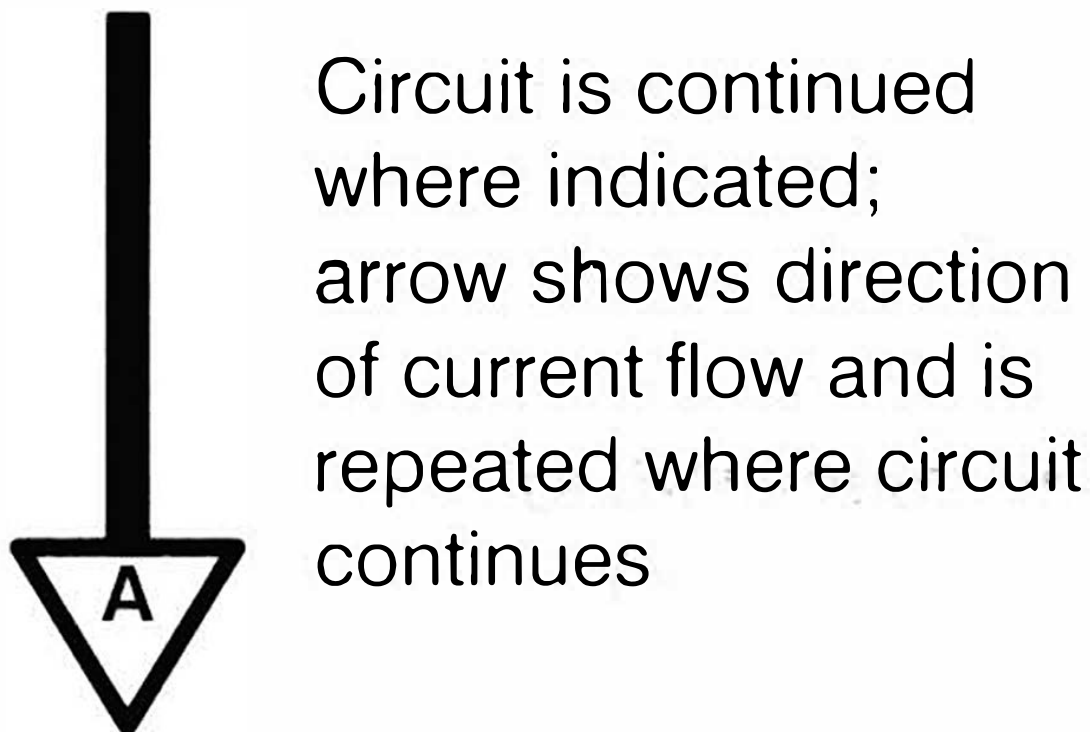 Circuit is continued
where indicated;
arrow shows direction
of current flow and is
repeated where circuit
continues
A